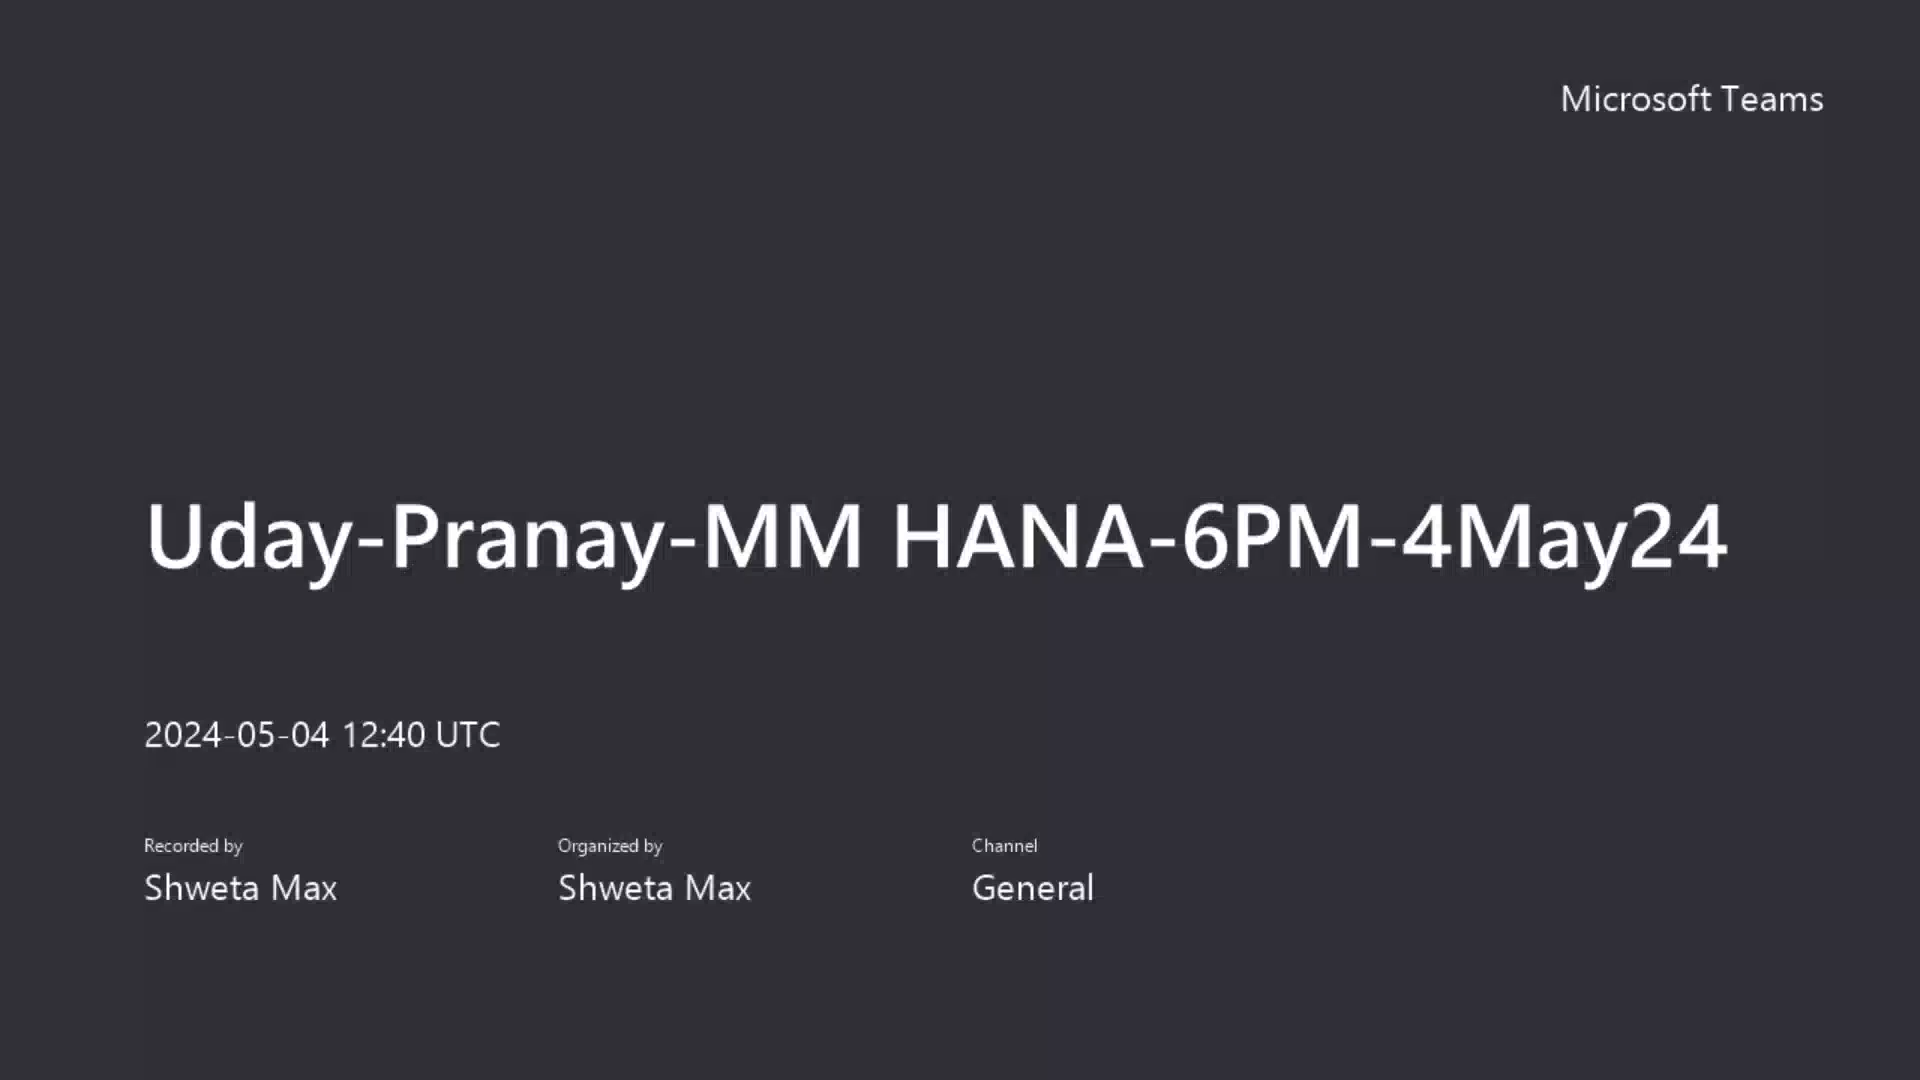 Microsoft Teams
Uday-Pranay-MM HANA-6PM-4May24
2024-05-04 12:40 UTC
Recorded by
Shweta Max
Organized by
Shweta Max
Channel
General